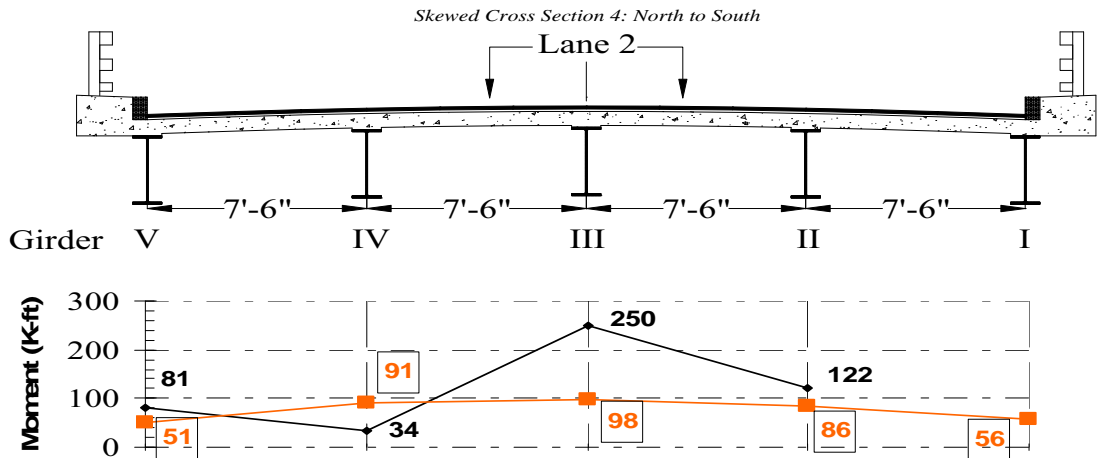 Skewed Cross Section 4: North to South
Lane 2
7'-6" 7'-6" 7'-6" 7'-6"
Girder V IV III II I
Moment (K-ft)
300
200
100
0
81
34
250
122
51
91
98
86
56